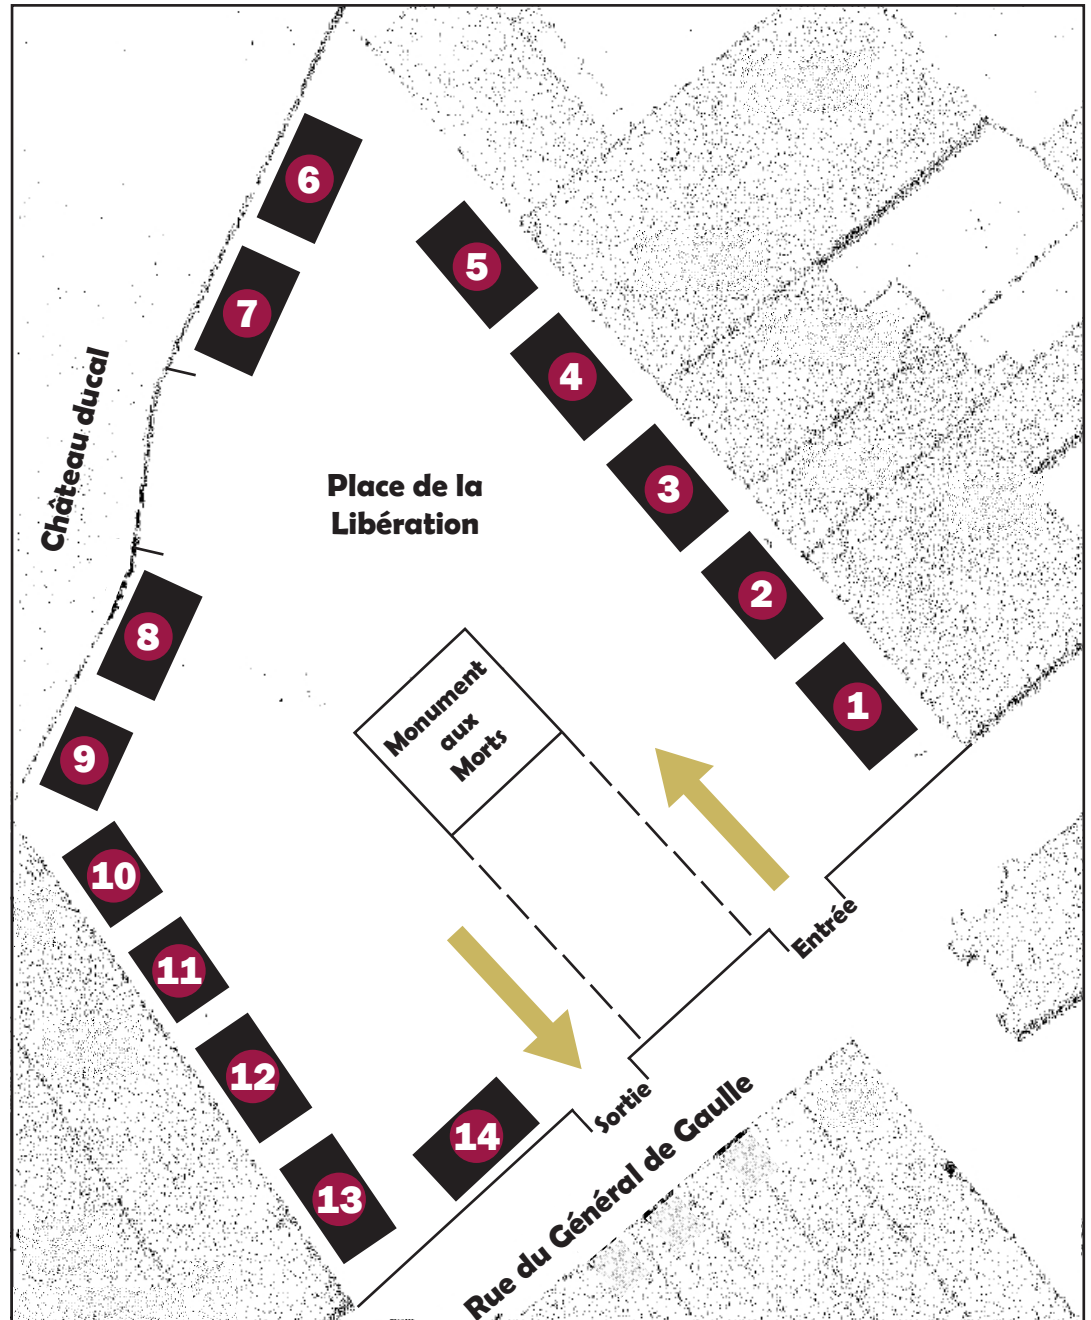 6
5
7
4
Château ducal
3
Place de la
Libération
2
8
1
Monument
aux
Morts
9
10
Entrée
11
12
Sortie
14
13
Rue du Général de Gaulle